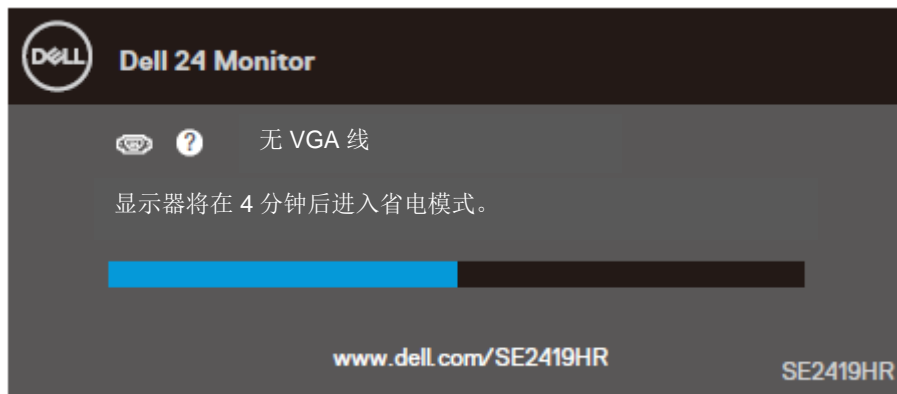 DELL
Dell 24 Monitor
? 无 VGA 线
显示器将在 4 分钟后进入省电模式。
www.dell.com/SE2419HR
SE2419HR